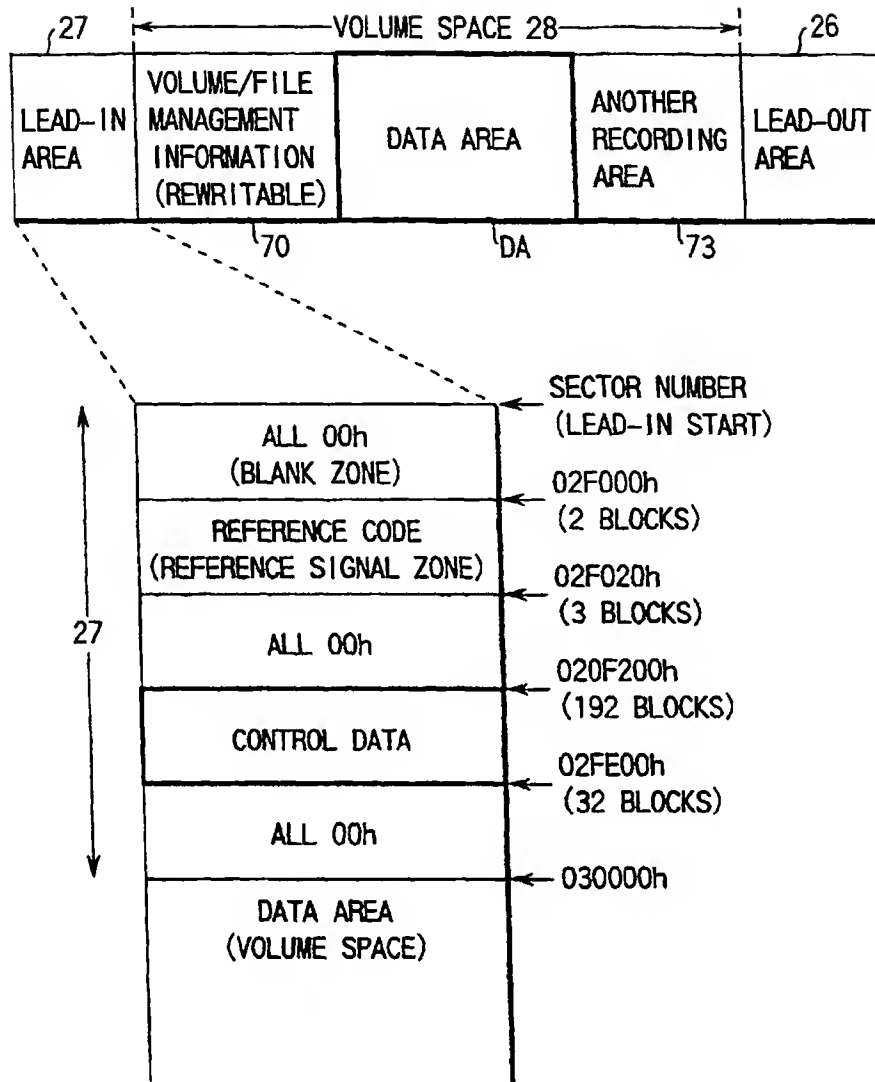 27
VOLUME SPACE 28
26
LEAD-IN
AREA
VOLUME/FILE
MANAGEMENT
INFORMATION
(REWRITABLE)
DATA AREA
ANOTHER
RECORDING
AREA
LEAD-OUT
AREA
70
DA
73
SECTOR NUMBER
(LEAD-IN START)
ALL 00h
(BLANK ZONE)
02F000h
(2 BLOCKS)
REFERENCE CODE
(REFERENCE SIGNAL ZONE)
02F020h
(3 BLOCKS)
27
ALL 00h
020F200h
(192 BLOCKS)
CONTROL DATA
02FE00h
(32 BLOCKS)
ALL 00h
030000h
DATA AREA
(VOLUME SPACE)